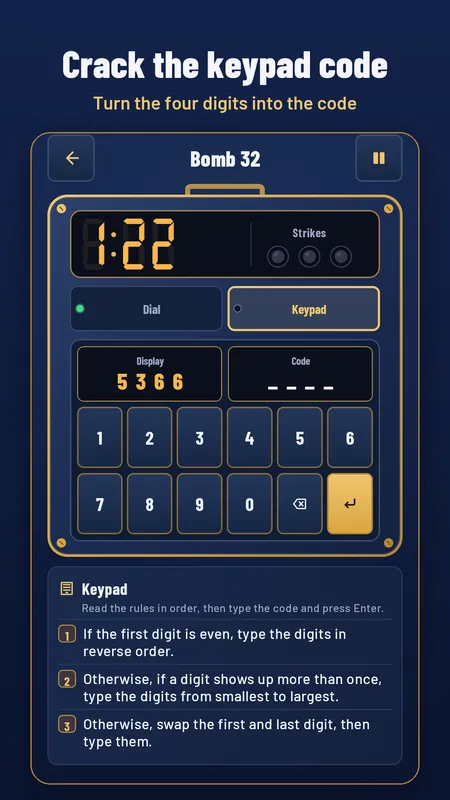 Crack the keypad code
Turn the four digits into the code
Bomb 32
1:22
Strikes
Dial
Keypad
Display
5 3 6 6
Code
_ _ _ _
1 2 3 4 5 6
7 8 9 0
Keypad
Read the rules in order, then type the code and press Enter.
1 If the first digit is even, type the digits in
reverse order.
2 Otherwise, if a digit shows up more than once,
type the digits from smallest to largest.
3 Otherwise, swap the first and last digit, then
type them.